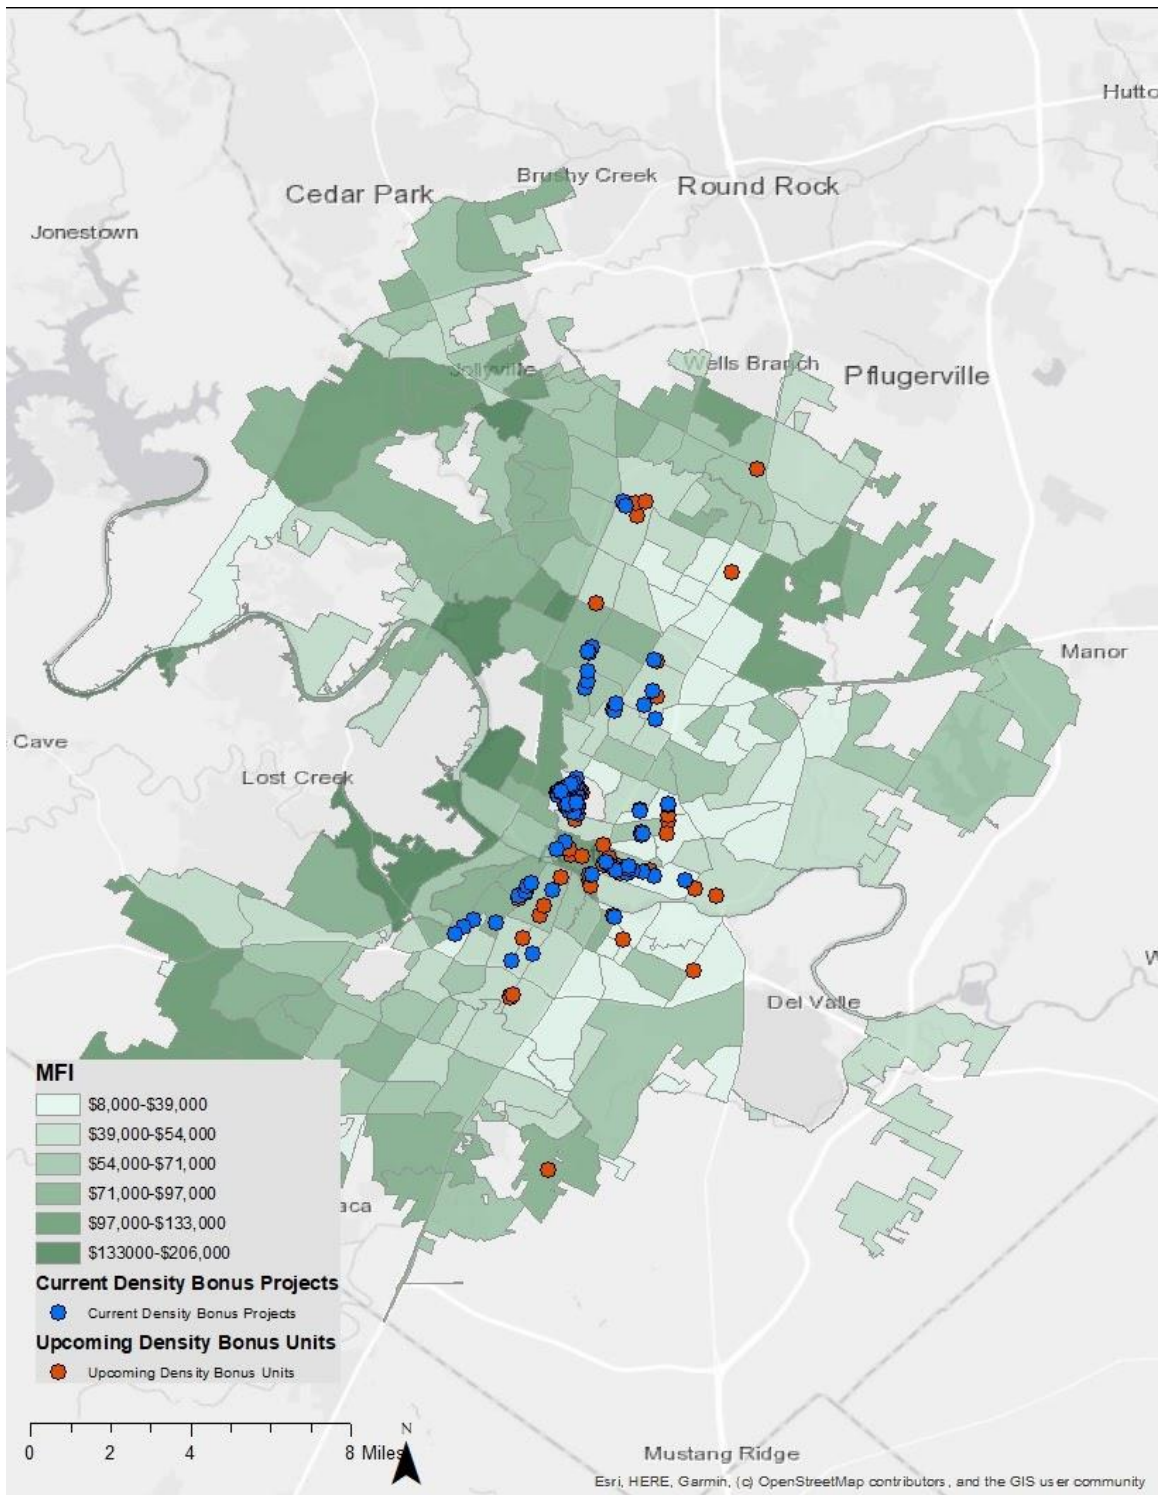 Hutto
Brushy Creek
Cedar Park
Round Rock
Jonestown
Jollyville
Wells Branch
Pflugerville
Manor
Cave
Lost Creek
W
Del Valle
MFI
$8,000-$39,000
$39,000-$54,000
$54,000-$71,000
$71,000-$97,000
$97,000-$133,000
$133000-$206,000
aca
Current Density Bonus Projects
Current Density Bonus Projects
Upcoming Density Bonus Units
Upcoming Density Bonus Units
N
0 2 4 8 Miles
Mustang Ridge
Esri, HERE, Garmin, (c) OpenStreetMap contributors, and the GIS user community